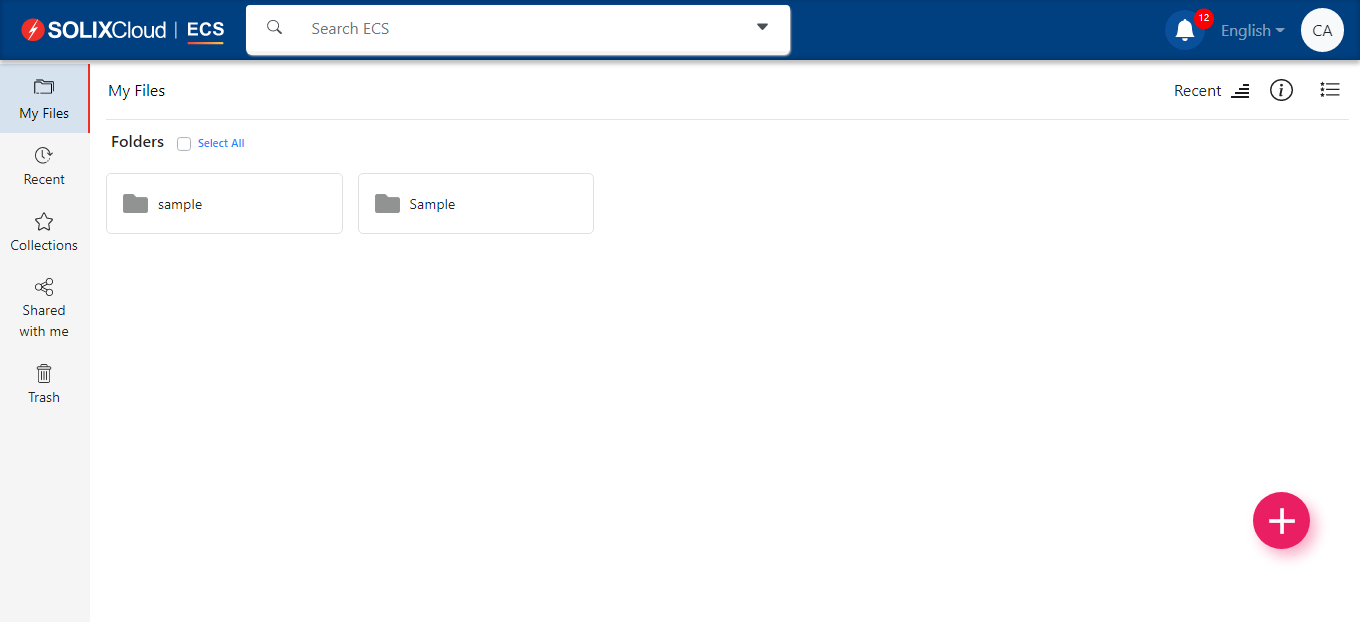 SOLIXCloud | ECS
Search ECS
12
English
CA
My Files
Recent
Collections
Shared
with me
Trash
My Files
Recent
Folders
Select All
sample
Sample